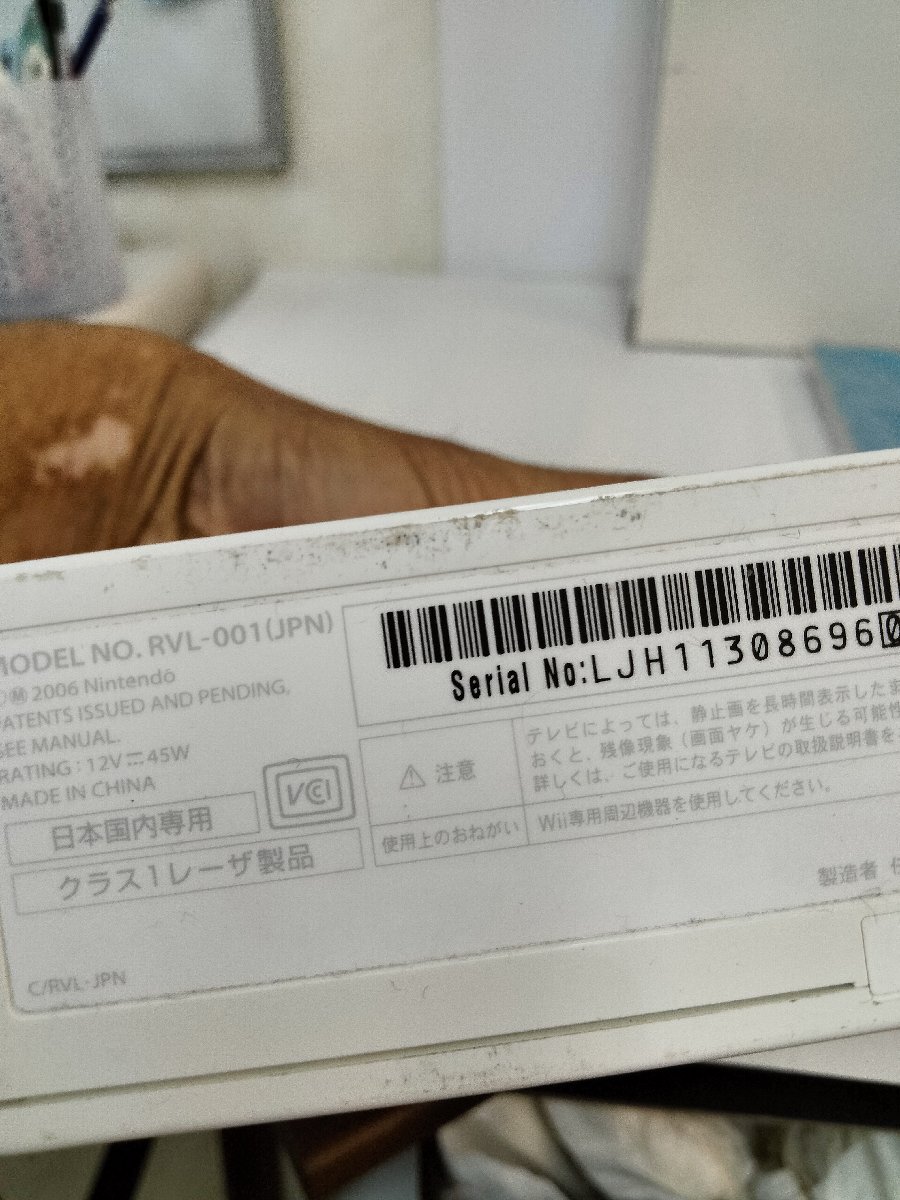 MODEL NO. RVL-001(JPN)
Ⓜ 2006 Nintendo
PATENTS ISSUED AND PENDING,
SEE MANUAL.
RATING : 12V⎓45W
MADE IN CHINA
日本国内専用
VCCI
クラス1レーザ製品
C/RVL-JPN
Serial No:LJH113086960
⚠ 注意
テレビによっては、静止画を長時間表示したま
おくと、残像現象（画面ヤケ）が生じる可能性
詳しくは、ご使用になるテレビの取扱説明書を
使用上のおねがい
Wii専用周辺機器を使用してください。
製造者